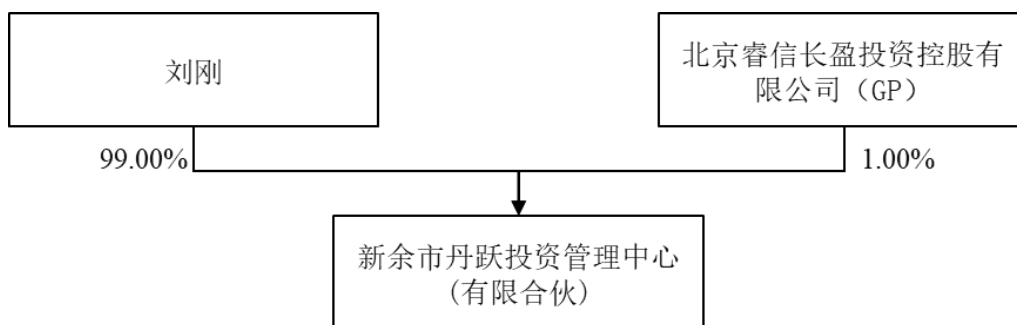 刘刚
北京睿信长盈投资控股有
限公司（GP）
99.00%
1.00%
新余市丹跃投资管理中心
(有限合伙)